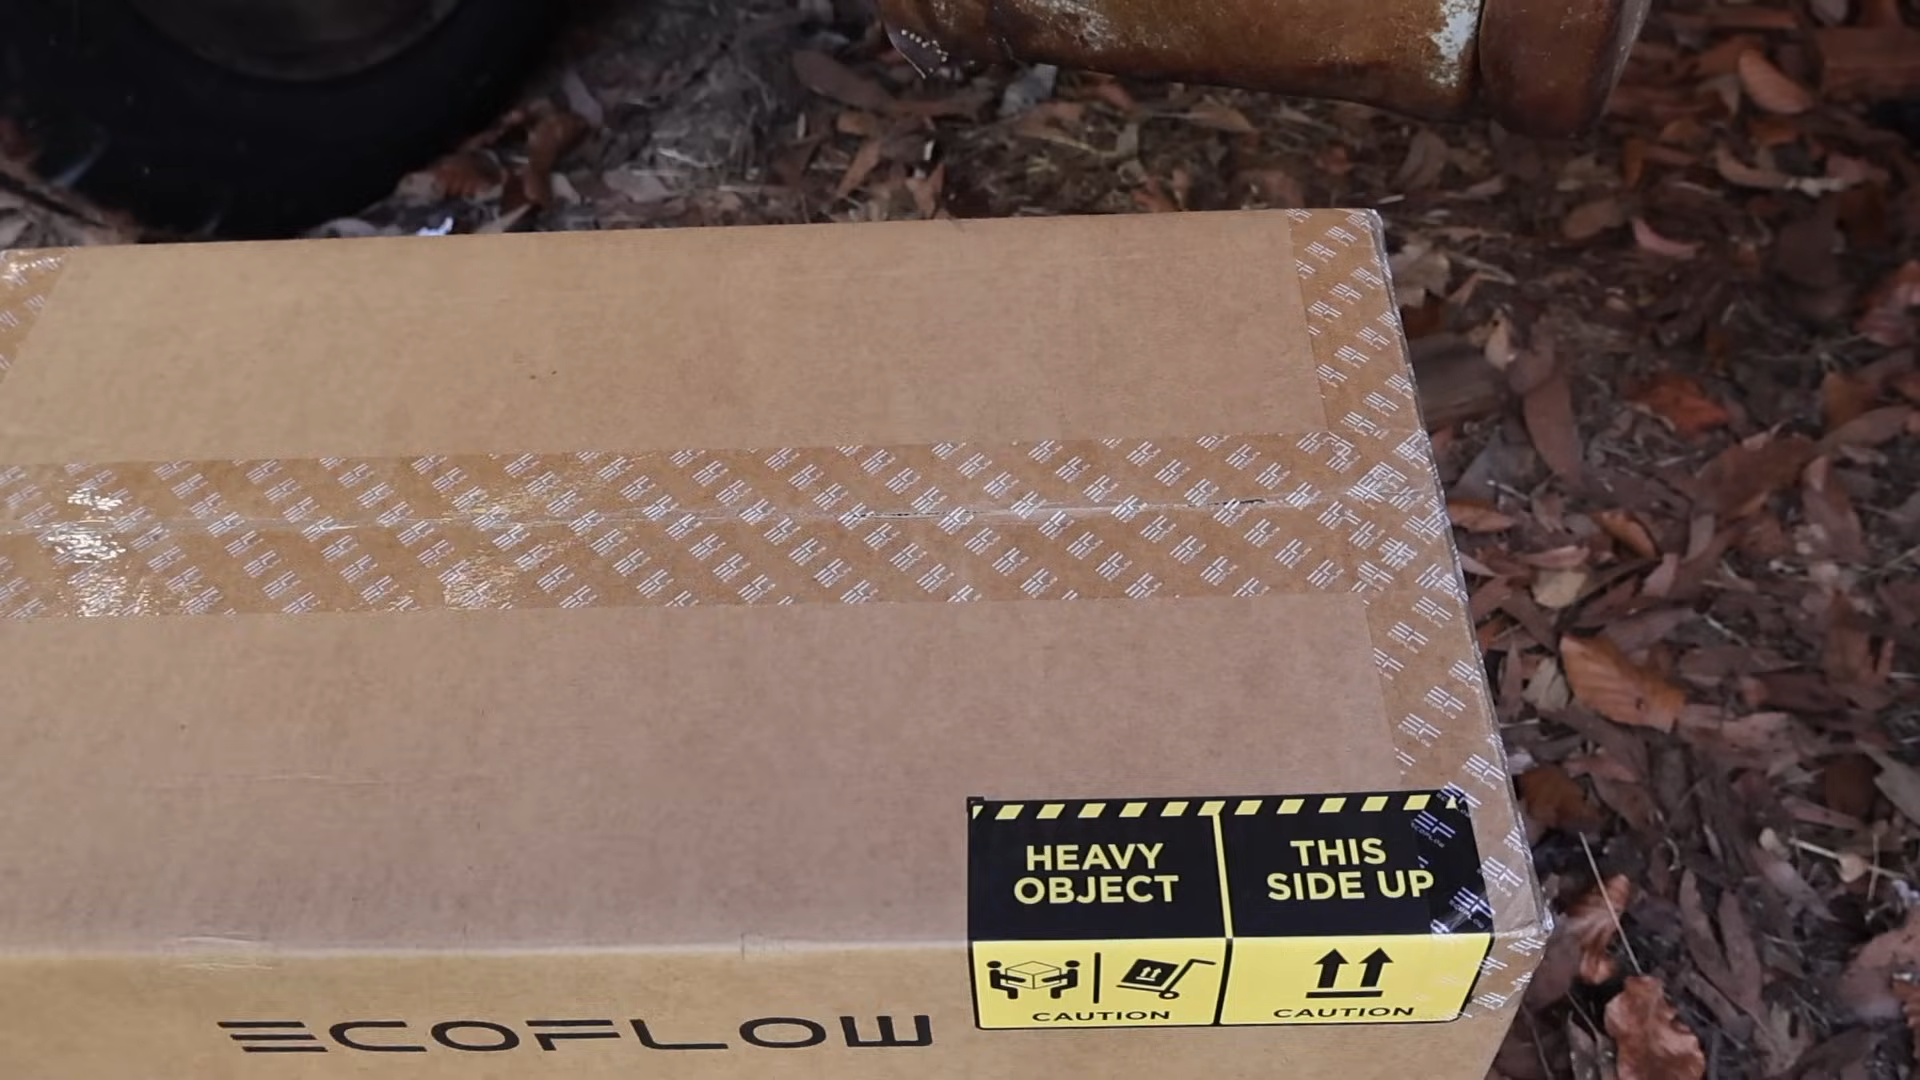 HEAVY
OBJECT
THIS
SIDE UP
CAUTION
CAUTION
ECOFLOW